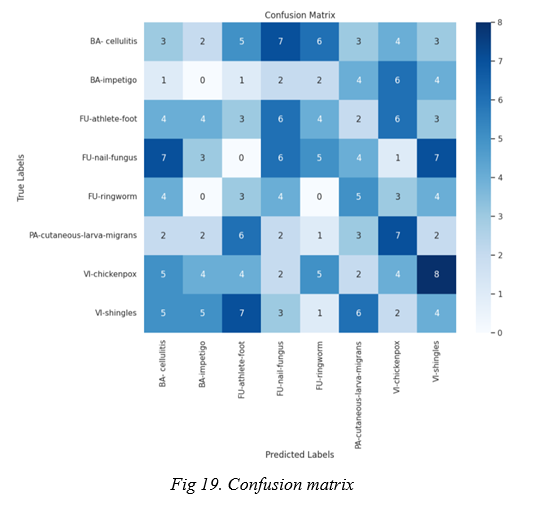 Confusion Matrix
True Labels
BA- cellulitis 3 2 5 7 6 3 4 3
BA-impetigo 1 0 1 2 2 4 6 4
FU-athlete-foot 4 4 3 6 4 2 6 3
FU-nail-fungus 7 3 0 6 5 4 1 7
FU-ringworm 4 0 3 4 0 5 3 4
PA-cutaneous-larva-migrans 2 2 6 2 1 3 7 2
VI-chickenpox 5 4 4 2 5 2 4 8
VI-shingles 5 5 7 3 1 6 2 4
BA- cellulitis
BA-impetigo
FU-athlete-foot
FU-nail-fungus
FU-ringworm
PA-cutaneous-larva-migrans
VI-chickenpox
VI-shingles
Predicted Labels
8
7
6
5
4
3
2
1
0
Fig 19. Confusion matrix